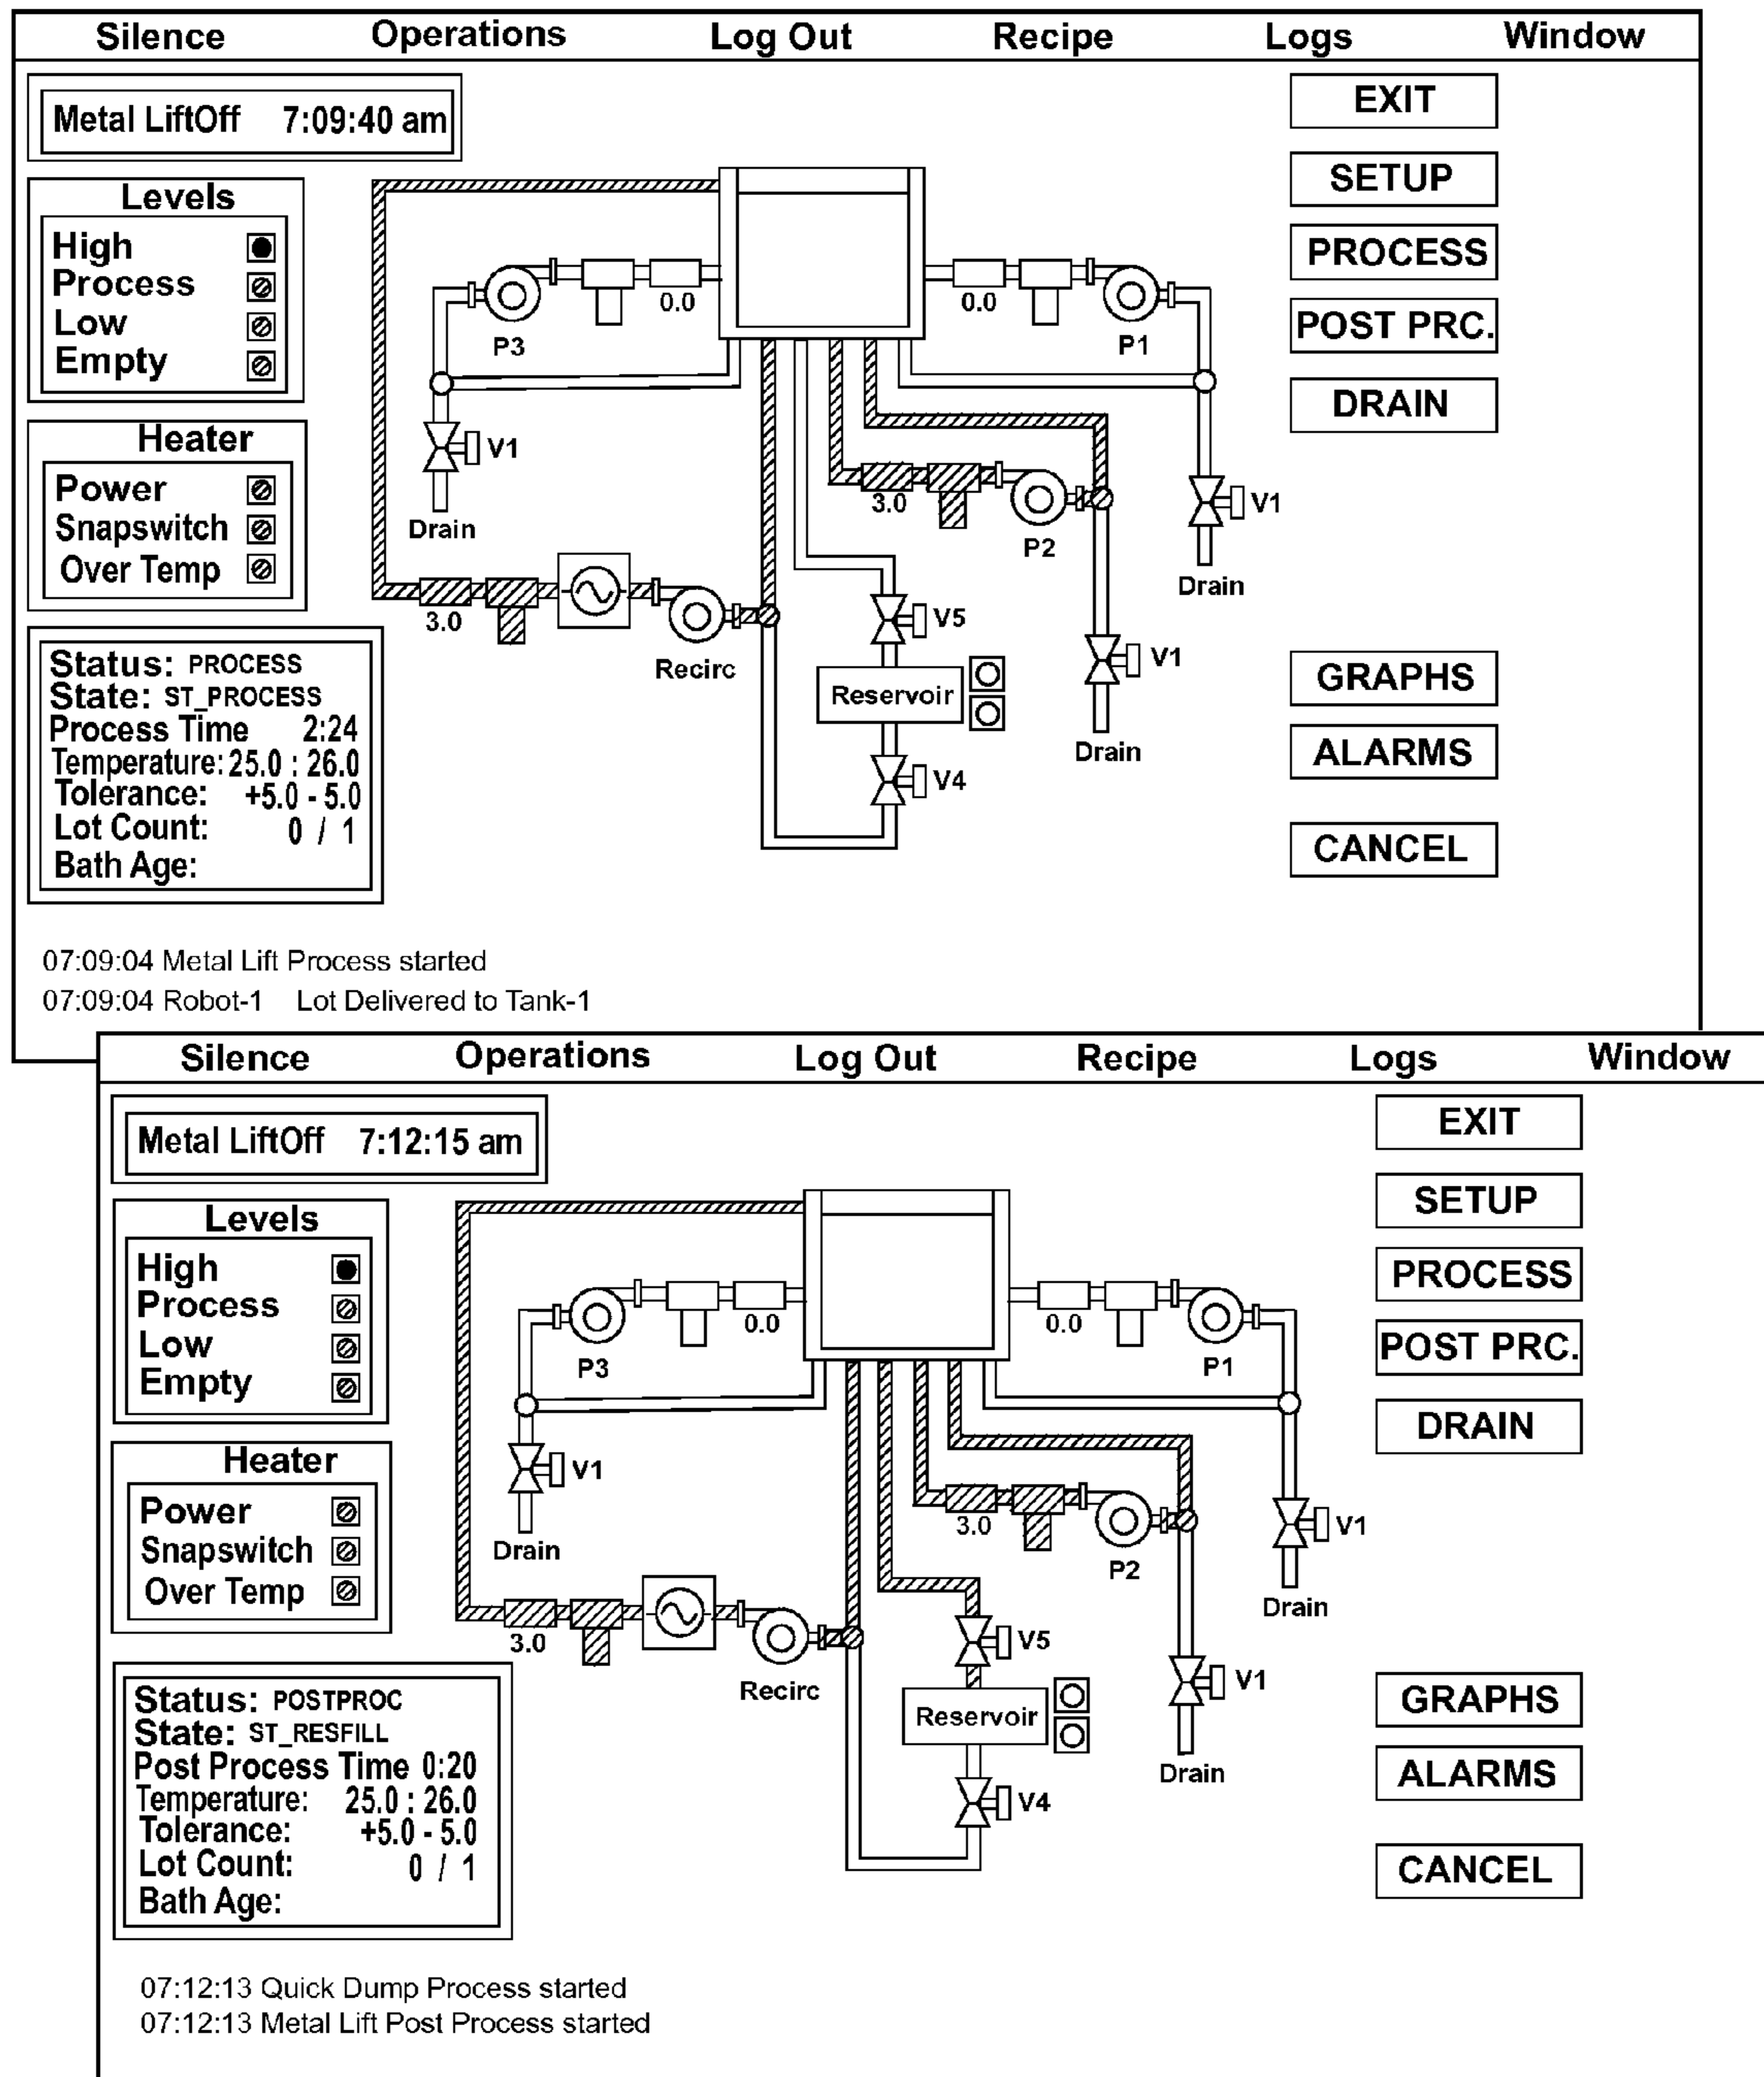 Silence Operations Log Out Recipe Logs Window
Metal LiftOff 7:09:40 am
EXIT
SETUP
PROCESS
POST PRC.
DRAIN
Levels
High
Process
Low
Empty
0.0
0.0
P3
P1
Heater
Power
Snapswitch
Over Temp
V1
Drain
3.0
P2
V1
Drain
3.0
Recirc
V5
Reservoir
V4
V1
Drain
Status: PROCESS
State: ST_PROCESS
Process Time 2:24
Temperature: 25.0 : 26.0
Tolerance: +5.0 - 5.0
Lot Count: 0 / 1
Bath Age:
GRAPHS
ALARMS
CANCEL
07:09:04 Metal Lift Process started
07:09:04 Robot-1 Lot Delivered to Tank-1
Silence Operations Log Out Recipe Logs Window
Metal LiftOff 7:12:15 am
EXIT
SETUP
PROCESS
POST PRC.
DRAIN
Levels
High
Process
Low
Empty
0.0
0.0
P3
P1
Heater
Power
Snapswitch
Over Temp
V1
Drain
3.0
P2
V1
Drain
3.0
Recirc
V5
Reservoir
V4
V1
Drain
Status: POSTPROC
State: ST_RESFILL
Post Process Time 0:20
Temperature: 25.0 : 26.0
Tolerance: +5.0 - 5.0
Lot Count: 0 / 1
Bath Age:
GRAPHS
ALARMS
CANCEL
07:12:13 Quick Dump Process started
07:12:13 Metal Lift Post Process started